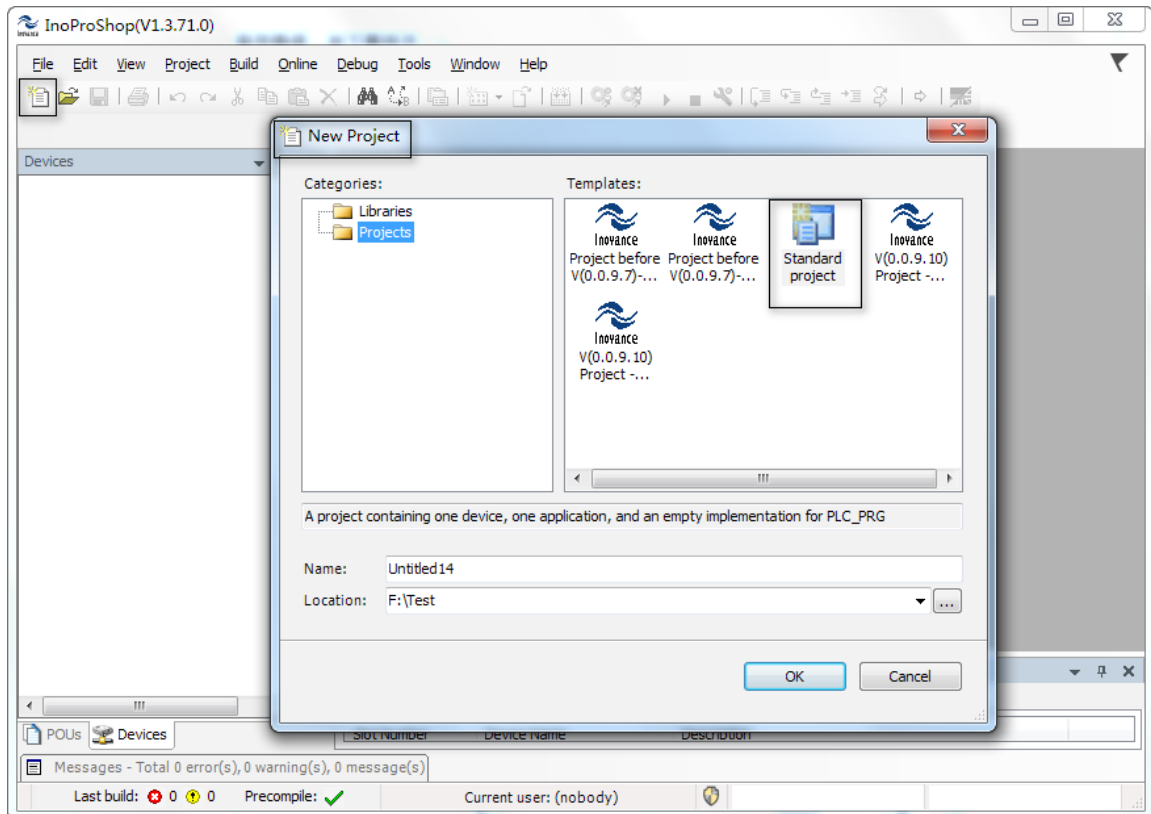 InoProShop(V1.3.71.0)
File Edit View Project Build Online Debug Tools Window Help
New Project
Devices
Categories:
Templates:
Libraries
Projects
Inovance
Project before
V(0.0.9.7)-...
Inovance
Project before
V(0.0.9.7)-...
Standard
project
Inovance
V(0.0.9.10)
Project -...
Inovance
V(0.0.9.10)
Project -...
A project containing one device, one application, and an empty implementation for PLC_PRG
Name: Untitled14
Location: F:\Test
...
OK Cancel
POUs Devices
Slot Number Device Name Description
Messages - Total 0 error(s), 0 warning(s), 0 message(s)
Last build: 0 0 Precompile: Current user: (nobody)